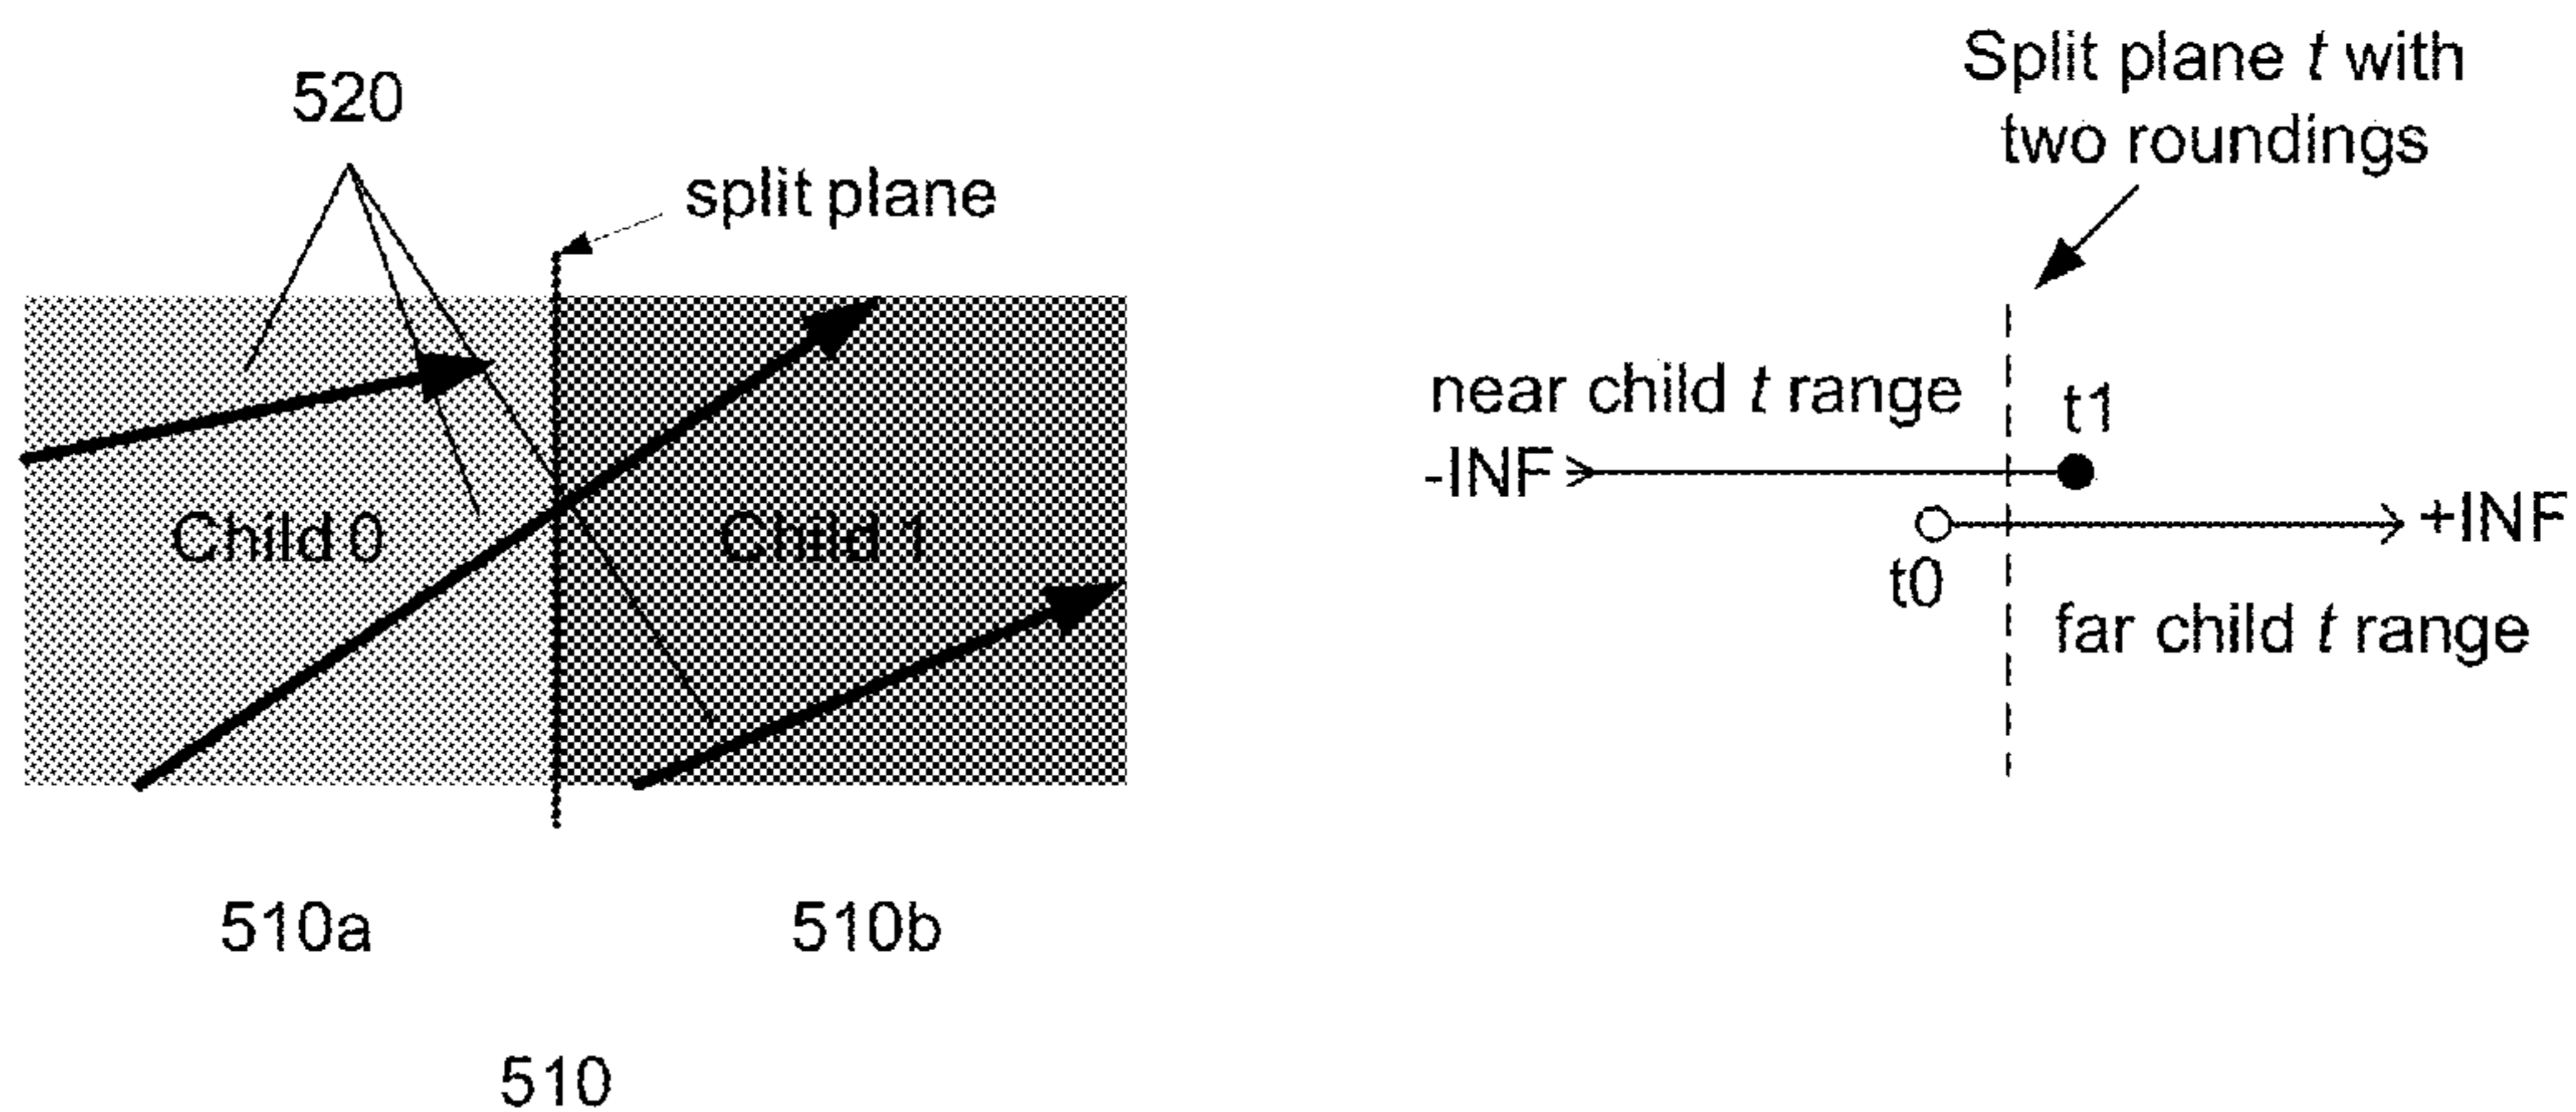 520
split plane
Child 0
Child 1
510a
510b
510
Split plane t with
two roundings
near child t range
t1
-INF
+INF
t0
far child t range